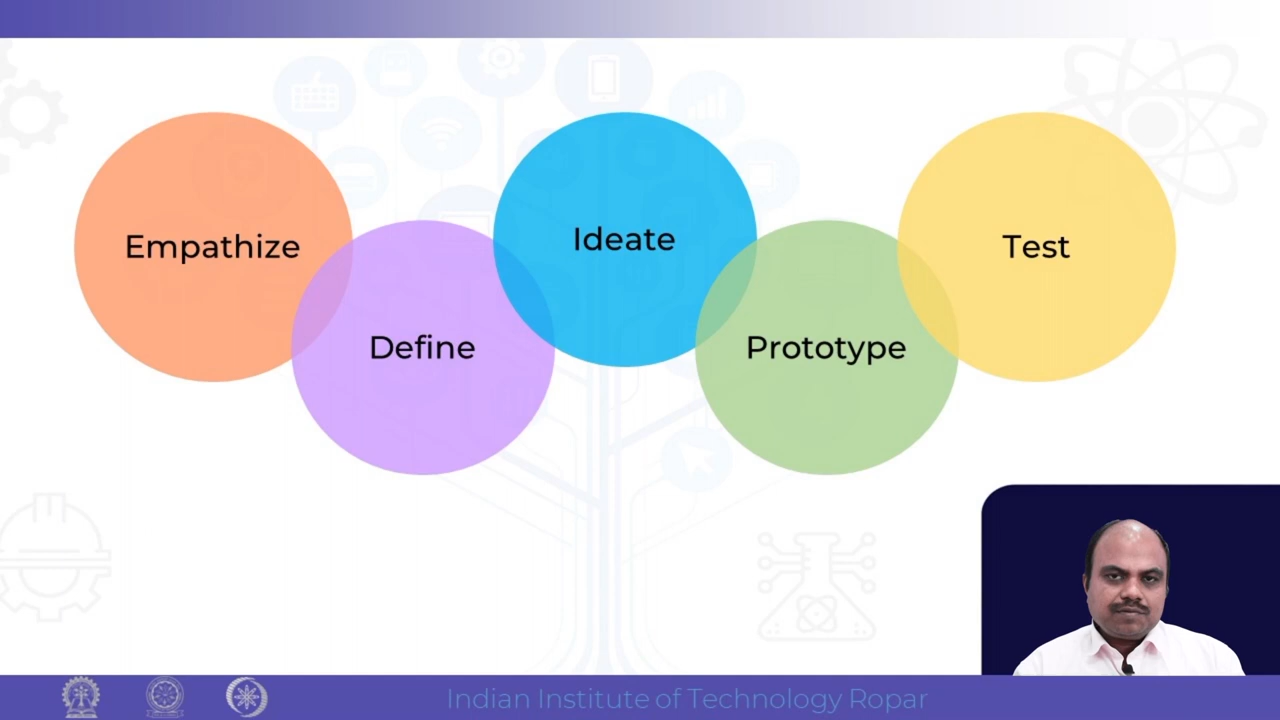 Empathize
Define
Ideate
Prototype
Test
Indian Institute of Technology Ropar